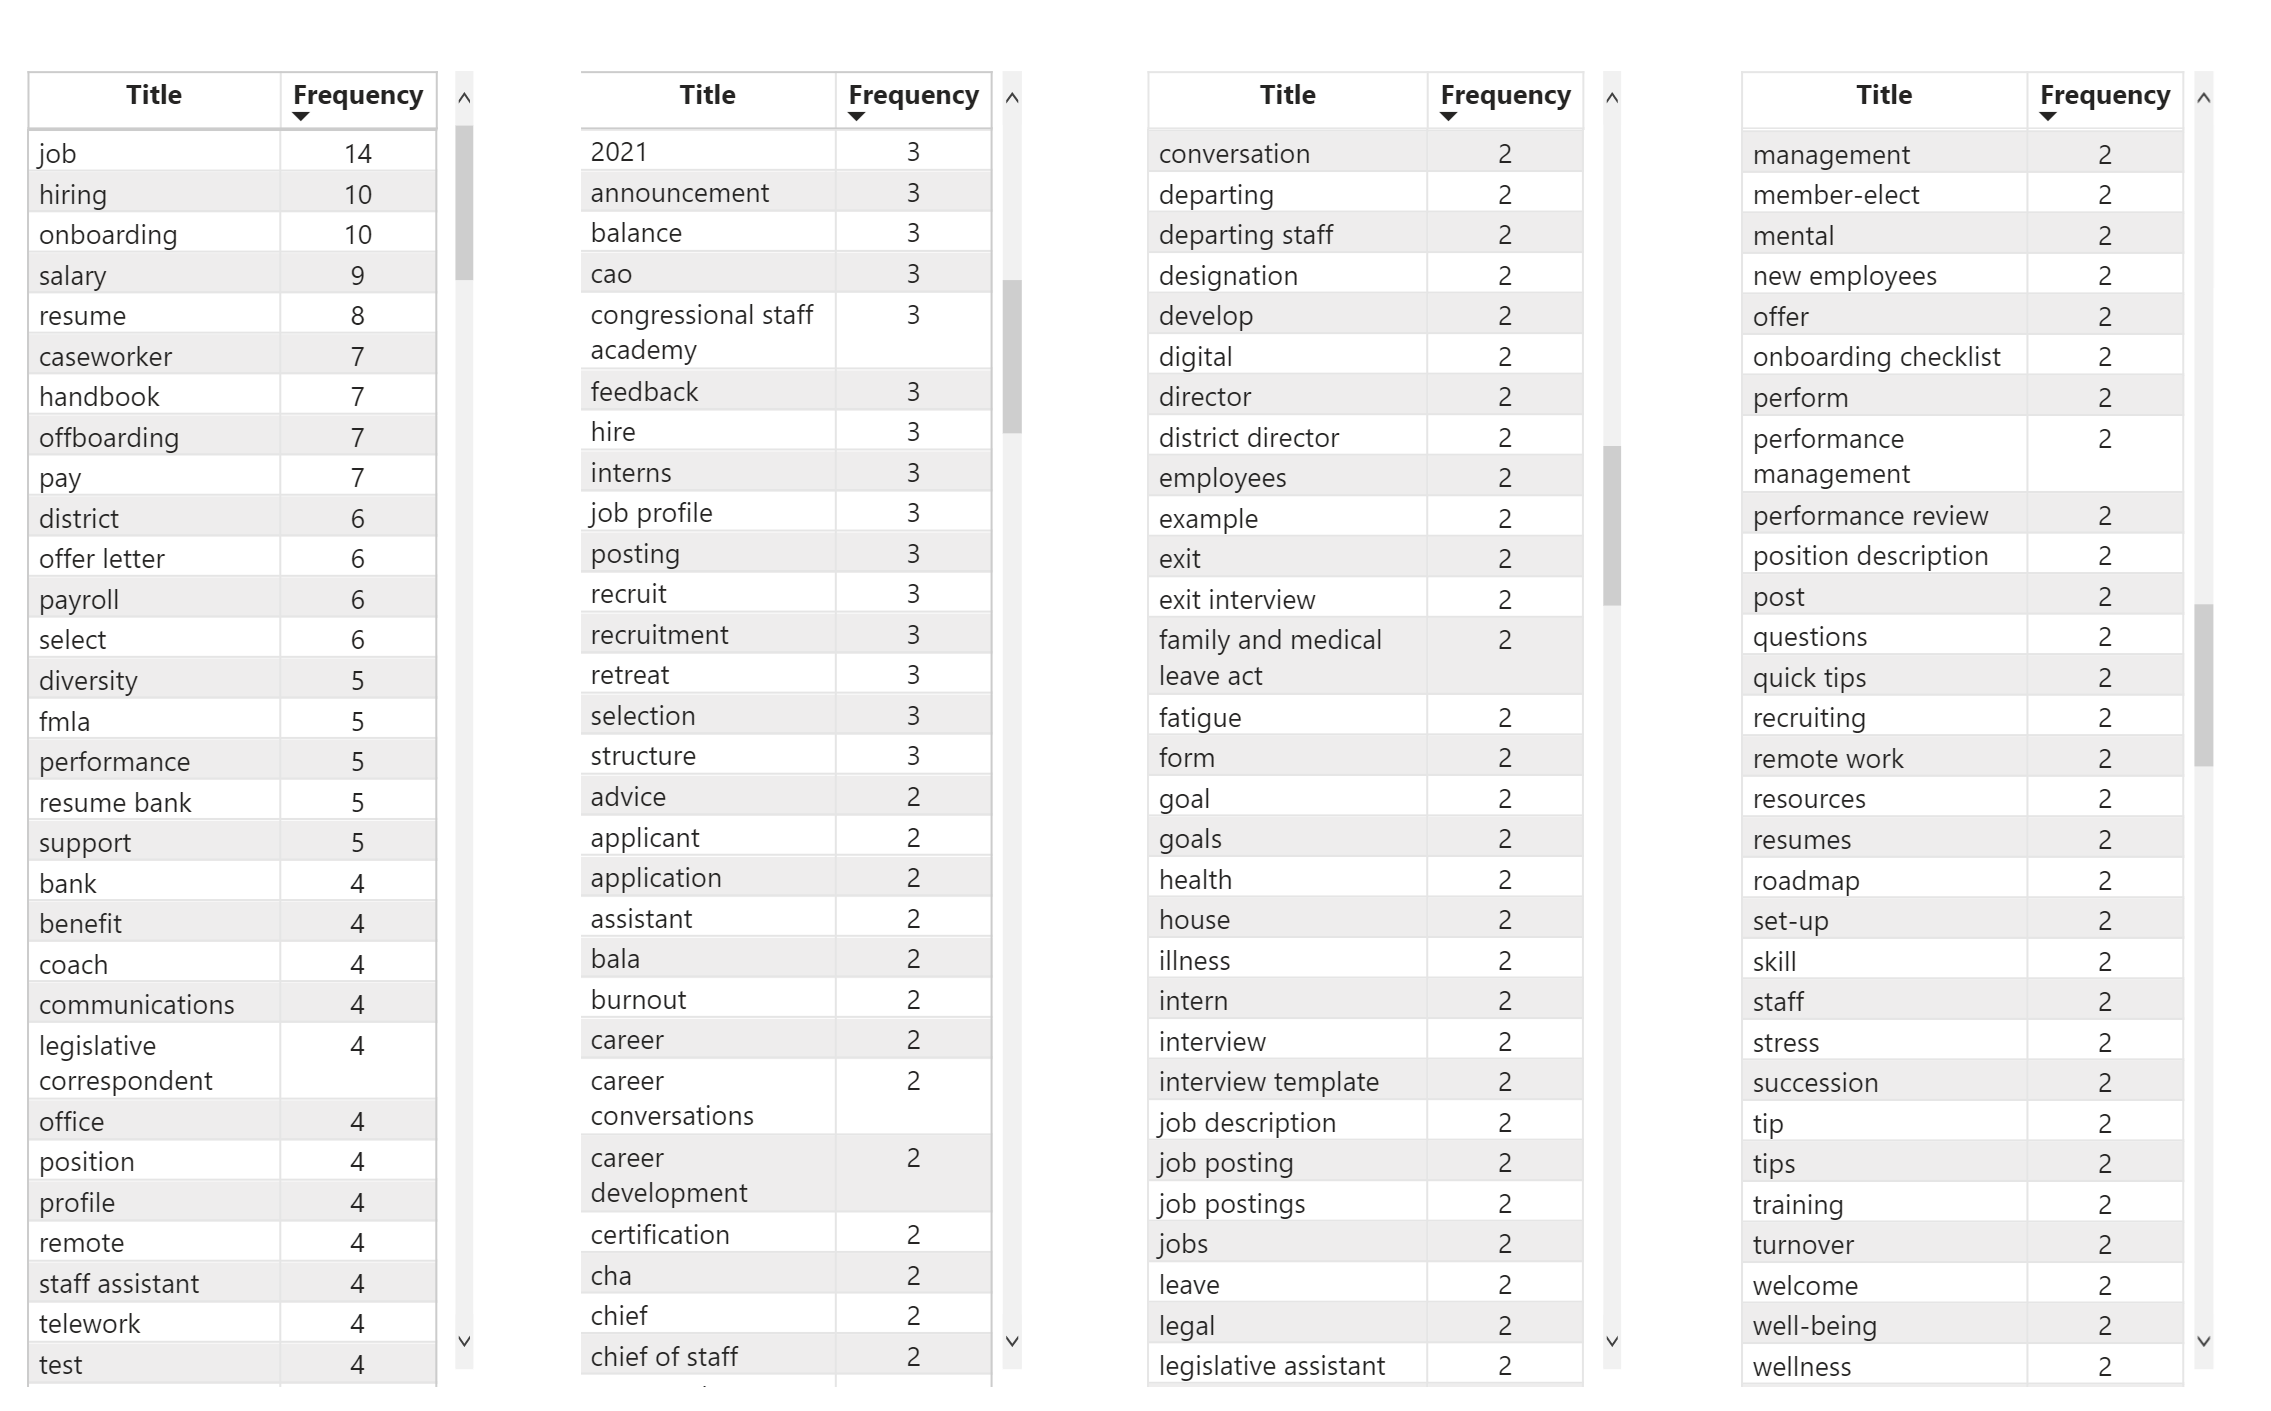 Title Frequency
job 14
hiring 10
onboarding 10
salary 9
resume 8
caseworker 7
handbook 7
offboarding 7
pay 7
district 6
offer letter 6
payroll 6
select 6
diversity 5
fmla 5
performance 5
resume bank 5
support 5
bank 4
benefit 4
coach 4
communications 4
legislative 4
correspondent
office 4
position 4
profile 4
remote 4
staff assistant 4
telework 4
test 4
Title Frequency
2021 3
announcement 3
balance 3
cao 3
congressional staff 3
academy
feedback 3
hire 3
interns 3
job profile 3
posting 3
recruit 3
recruitment 3
retreat 3
selection 3
structure 3
advice 2
applicant 2
application 2
assistant 2
bala 2
burnout 2
career 2
career 2
conversations
career 2
development
certification 2
cha 2
chief 2
chief of staff 2
Title Frequency
conversation 2
departing 2
departing staff 2
designation 2
develop 2
digital 2
director 2
district director 2
employees 2
example 2
exit 2
exit interview 2
family and medical 2
leave act
fatigue 2
form 2
goal 2
goals 2
health 2
house 2
illness 2
intern 2
interview 2
interview template 2
job description 2
job posting 2
job postings 2
jobs 2
leave 2
legal 2
legislative assistant 2
Title Frequency
management 2
member-elect 2
mental 2
new employees 2
offer 2
onboarding checklist 2
perform 2
performance 2
management
performance review 2
position description 2
post 2
questions 2
quick tips 2
recruiting 2
remote work 2
resources 2
resumes 2
roadmap 2
set-up 2
skill 2
staff 2
stress 2
succession 2
tip 2
tips 2
training 2
turnover 2
welcome 2
well-being 2
wellness 2